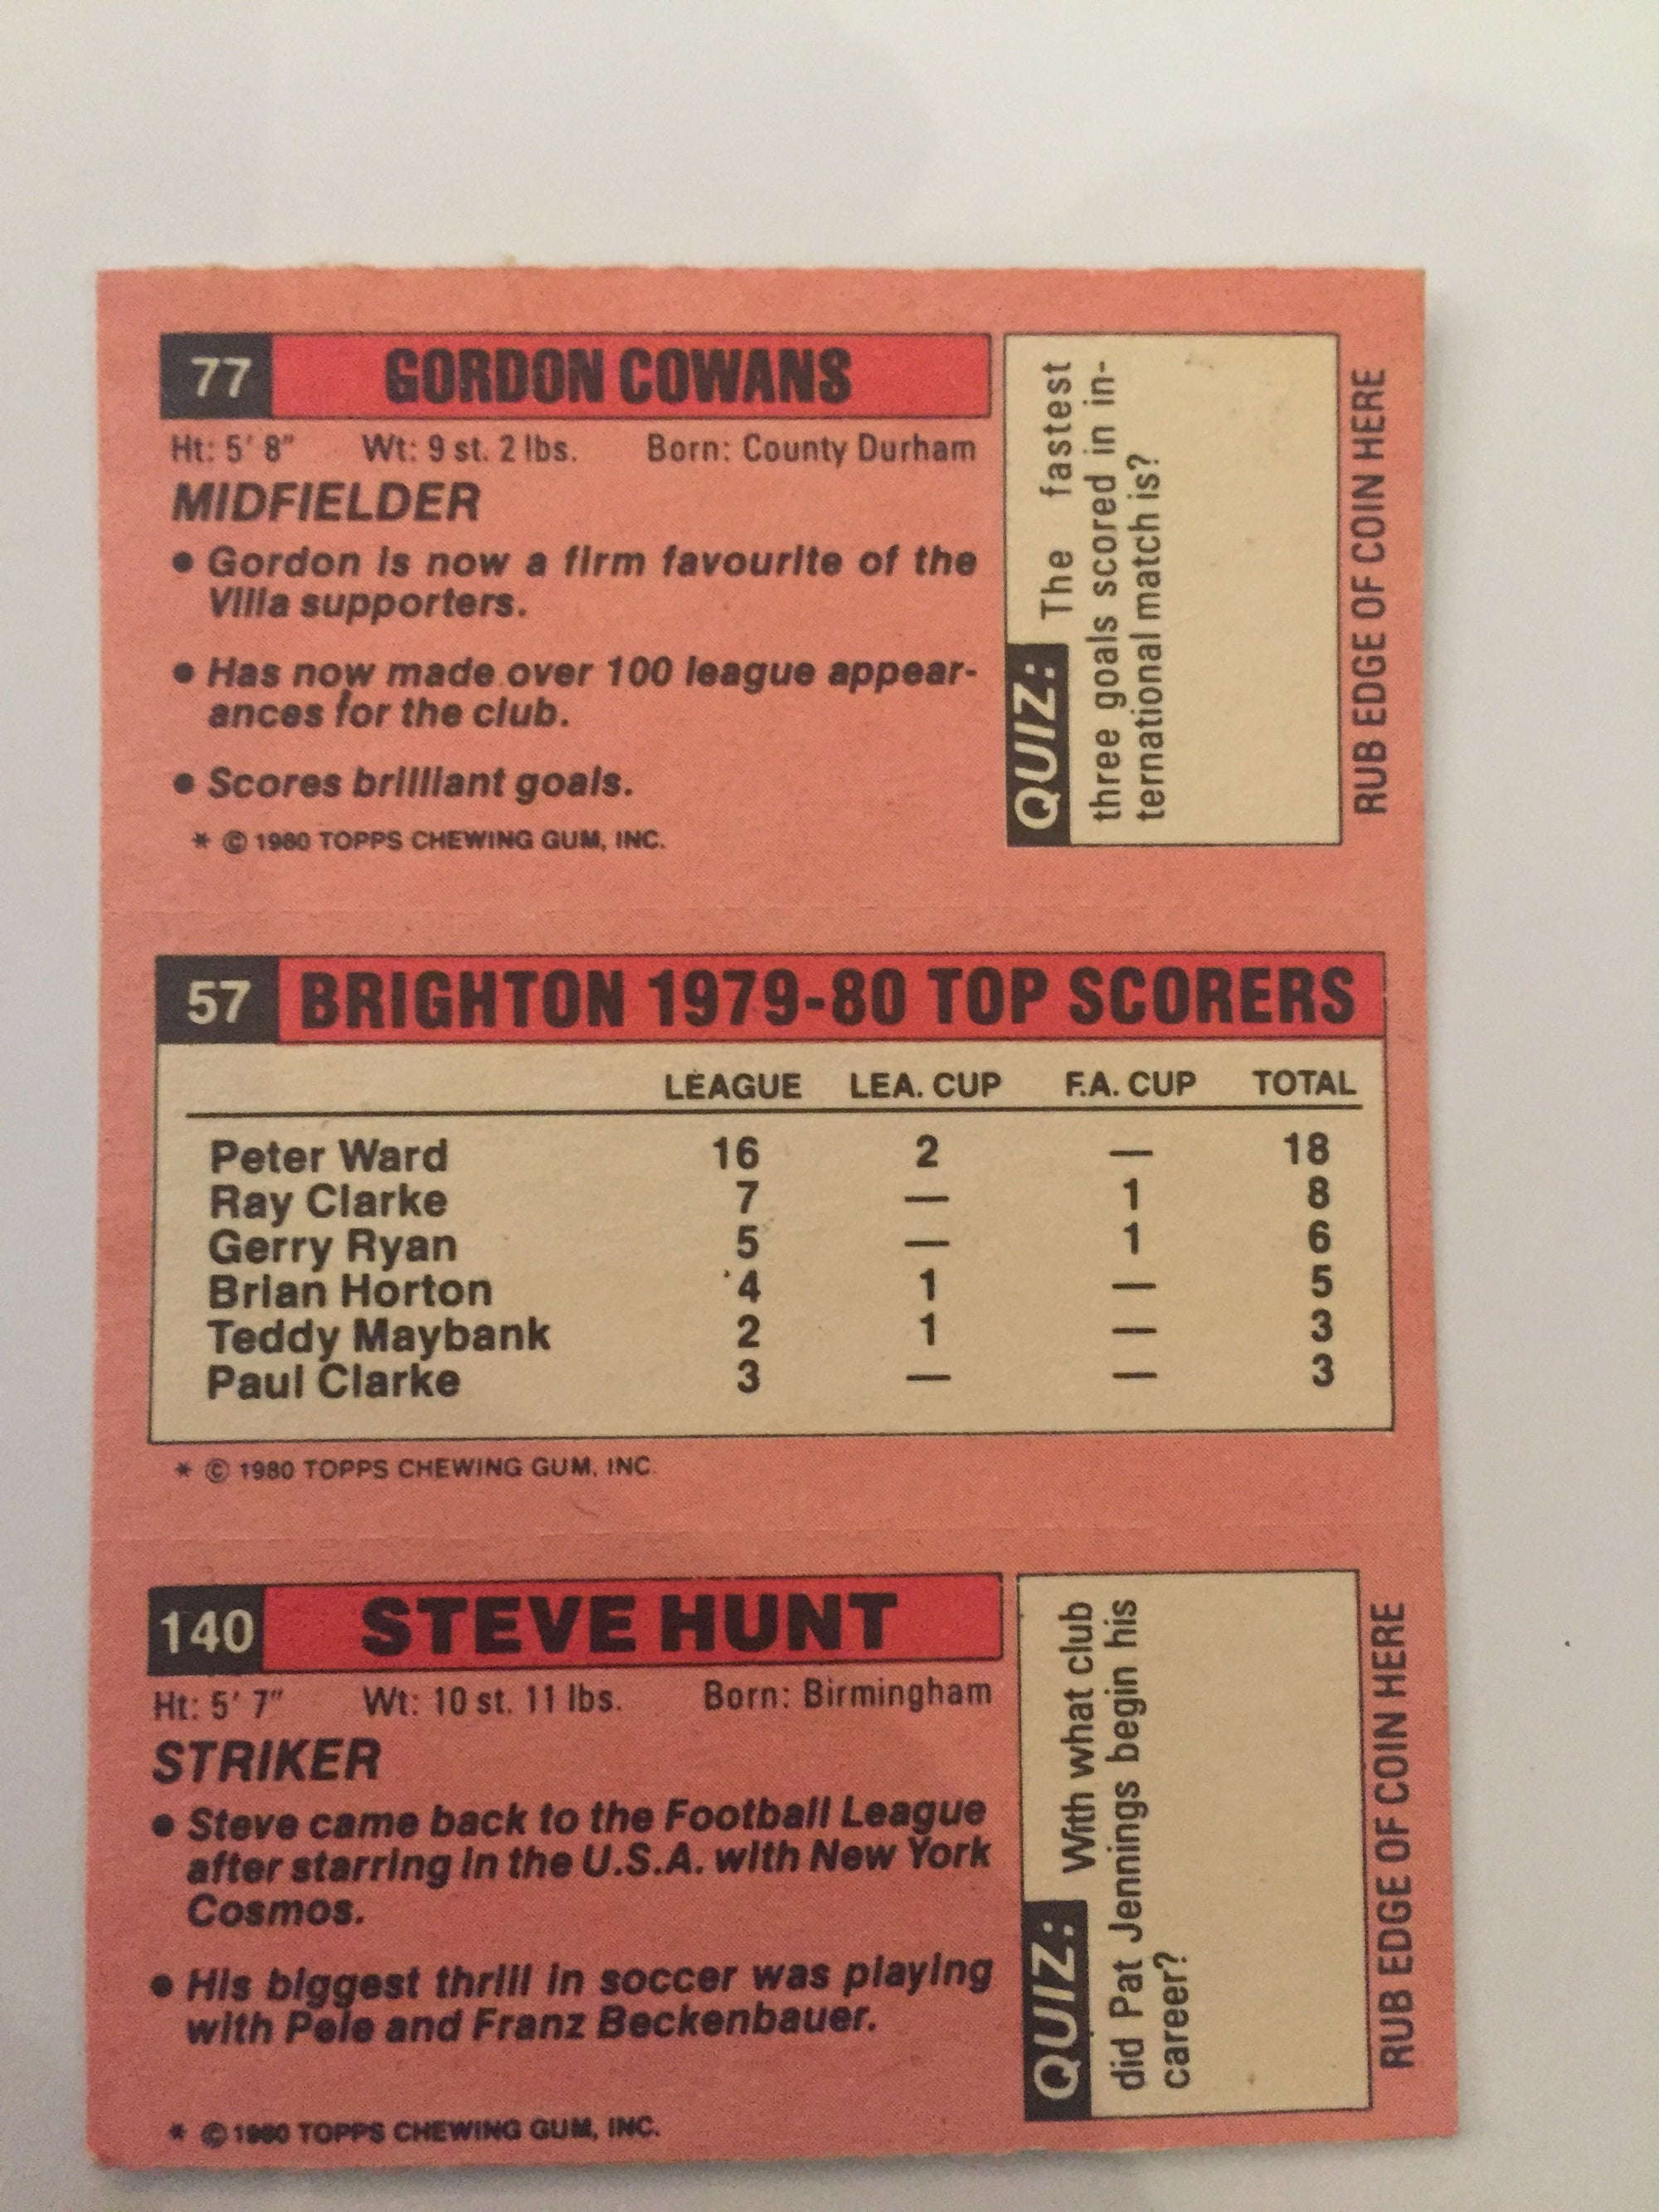 77 GORDON COWANS
Ht: 5' 8" Wt: 9 st. 2 lbs. Born: County Durham
MIDFIELDER
• Gordon is now a firm favourite of the
Villa supporters.
• Has now made over 100 league appear-
ances for the club.
• Scores brilliant goals.
* © 1980 TOPPS CHEWING GUM, INC.
QUIZ: The fastest
three goals scored in in-
ternational match is?
RUB EDGE OF COIN HERE
57 BRIGHTON 1979-80 TOP SCORERS
LEAGUE LEA. CUP F.A. CUP TOTAL
Peter Ward 16 2 — 18
Ray Clarke 7 — 1 8
Gerry Ryan 5 — 1 6
Brian Horton 4 1 — 5
Teddy Maybank 2 1 — 3
Paul Clarke 3 — — 3
* © 1980 TOPPS CHEWING GUM, INC.
140 STEVE HUNT
Ht: 5' 7" Wt: 10 st. 11 lbs. Born: Birmingham
STRIKER
• Steve came back to the Football League
after starring in the U.S.A. with New York
Cosmos.
• His biggest thrill in soccer was playing
with Pele and Franz Beckenbauer.
* © 1980 TOPPS CHEWING GUM, INC.
QUIZ: With what club
did Pat Jennings begin his
career?
RUB EDGE OF COIN HERE